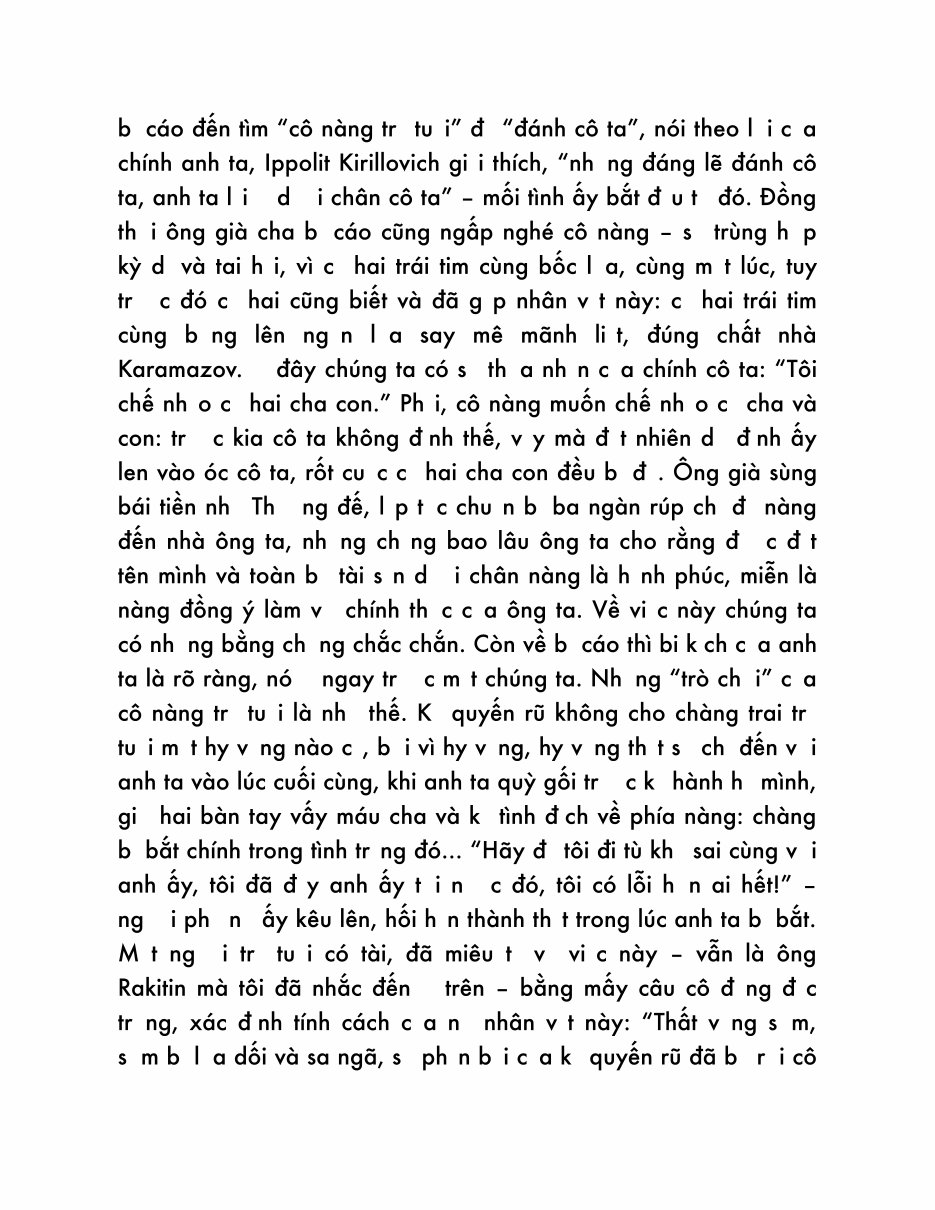 b cáo đến tìm “cô nàng tr tu i” đ “đánh cô ta”, nói theo l i c a
chính anh ta, Ippolit Kirillovich gi i thích, “nh ng đáng lẽ đánh cô
ta, anh ta l i d i chân cô ta” – mối tình ấy bắt đ u t đó. Đồng
th i ông già cha b cáo cũng ngấp nghé cô nàng – s trùng h p
kỳ d và tai h i, vì c hai trái tim cùng bốc l a, cùng m t lúc, tuy
tr c đó c hai cũng biết và đã g p nhân v t này: c hai trái tim
cùng b ng lên ng n l a say mê mãnh li t, đúng chất nhà
Karamazov. đây chúng ta có s th a nh n c a chính cô ta: “Tôi
chế nh o c hai cha con.” Ph i, cô nàng muốn chế nh o c cha và
con: tr c kia cô ta không đ nh thế, v y mà đ t nhiên d đ nh ấy
len vào óc cô ta, rốt cu c c hai cha con đều b đ . Ông già sùng
bái tiền nh Th ng đế, l p t c chu n b ba ngàn rúp ch đ nàng
đến nhà ông ta, nh ng ch ng bao lâu ông ta cho rằng đ c đ t
tên mình và toàn b tài s n d i chân nàng là h nh phúc, miễn là
nàng đồng ý làm v chính th c c a ông ta. Về vi c này chúng ta
có nh ng bằng ch ng chắc chắn. Còn về b cáo thì bi k ch c a anh
ta là rõ ràng, nó ngay tr c m t chúng ta. Nh ng “trò ch i” c a
cô nàng tr tu i là nh thế. K quyến rũ không cho chàng trai tr
tu i m t hy v ng nào c , b i vì hy v ng, hy v ng th t s ch đến v i
anh ta vào lúc cuối cùng, khi anh ta quỳ gối tr c k hành h mình,
gi hai bàn tay vấy máu cha và k tình đ ch về phía nàng: chàng
b bắt chính trong tình tr ng đó... “Hãy đ tôi đi tù kh sai cùng v i
anh ấy, tôi đã đ y anh ấy t i n c đó, tôi có lỗi h n ai hết!” –
ng i ph n ấy kêu lên, hối h n thành th t trong lúc anh ta b bắt.
M t ng i tr tu i có tài, đã miêu t v vi c này – vẫn là ông
Rakitin mà tôi đã nhắc đến trên – bằng mấy câu cô đ ng đ c
tr ng, xác đ nh tính cách c a n nhân v t này: “Thất v ng s m,
s m b l a dối và sa ngã, s ph n b i c a k quyến rũ đã b r i cô